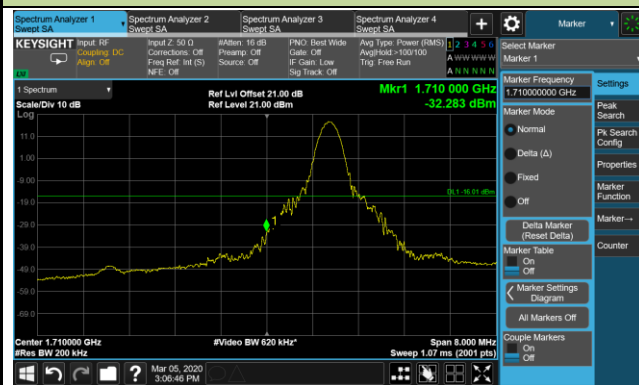 Spectrum Analyzer 1
Swept SA
Spectrum Analyzer 2
Swept SA
Spectrum Analyzer 3
Swept SA
Spectrum Analyzer 4
Swept SA
+
Marker
KEYSIGHT
Input: RF
Coupling: DC
Align: Off
Input Z: 50 Ω
Corrections: Off
Freq Ref: Int (S)
NFE: Off
#Atten: 16 dB
Preamp: Off
Source: Off
PNO: Best Wide
Gate: Off
IF Gain: Low
Sig Track: Off
Avg Type: Power (RMS)
Avg|Hold:>100/100
Trig: Free Run
1 2 3 4 5 6
A W W W W W
A N N N N N
LXI
Select Marker
Marker 1
1 Spectrum
Scale/Div 10 dB
Log
Ref Lvl Offset 21.00 dB
Ref Level 21.00 dBm
Mkr1 1.710 000 GHz
-32.283 dBm
11.0
1.00
-9.00
-19.0
-29.0
-39.0
-49.0
-59.0
-69.0
DL1 -16.01 dBm
1
Center 1.710000 GHz
#Res BW 200 kHz
#Video BW 620 kHz*
Span 8.000 MHz
Sweep 1.07 ms (2001 pts)
Marker Frequency
1.710000000 GHz
Marker Mode
Normal
Delta (Δ)
Fixed
Off
Delta Marker
(Reset Delta)
Marker Table
On
Off
Marker Settings
Diagram
All Markers Off
Couple Markers
On
Off
Settings
Peak
Search
Pk Search
Config
Properties
Marker
Function
Marker→
Counter
?
Mar 05, 2020
3:06:46 PM